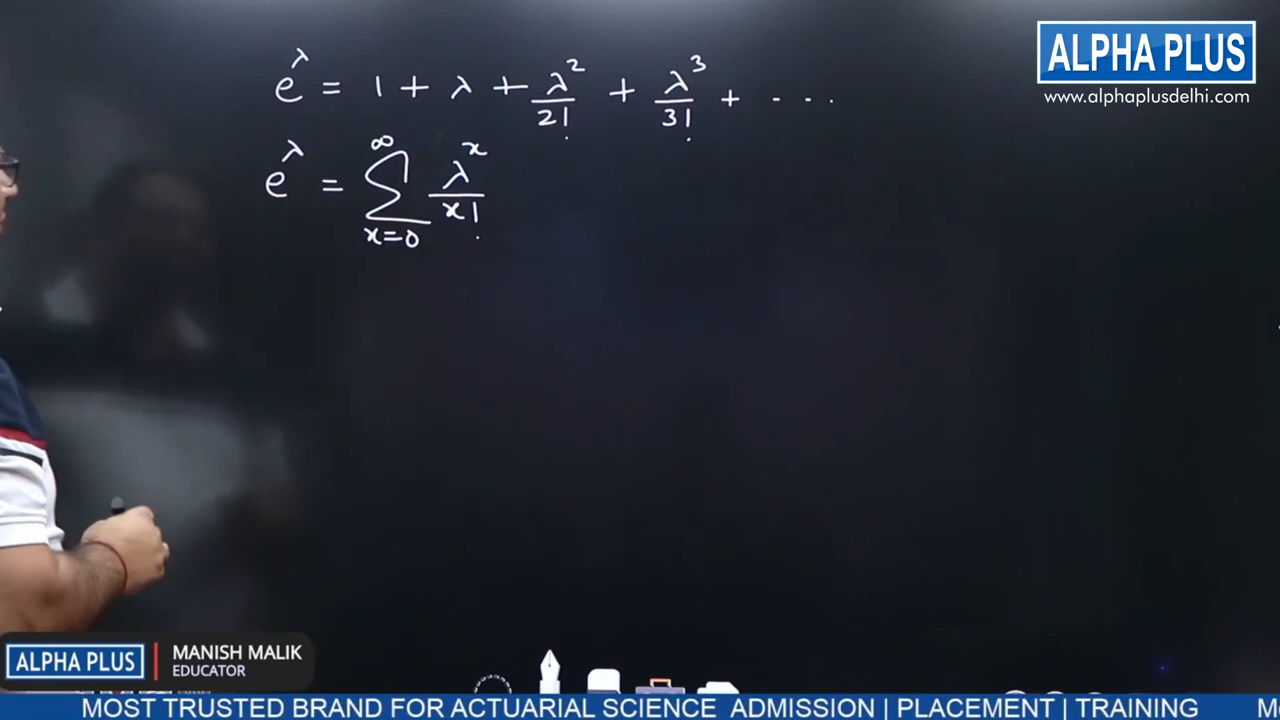 ALPHA PLUS
www.alphaplusdelhi.com
e^λ = 1 + λ + λ^2/2! + λ^3/3! + ...
e^λ = ∑_{x=0}^{∞} λ^x/x!
ALPHA PLUS
MANISH MALIK
EDUCATOR
MOST TRUSTED BRAND FOR ACTUARIAL SCIENCE ADMISSION | PLACEMENT | TRAINING